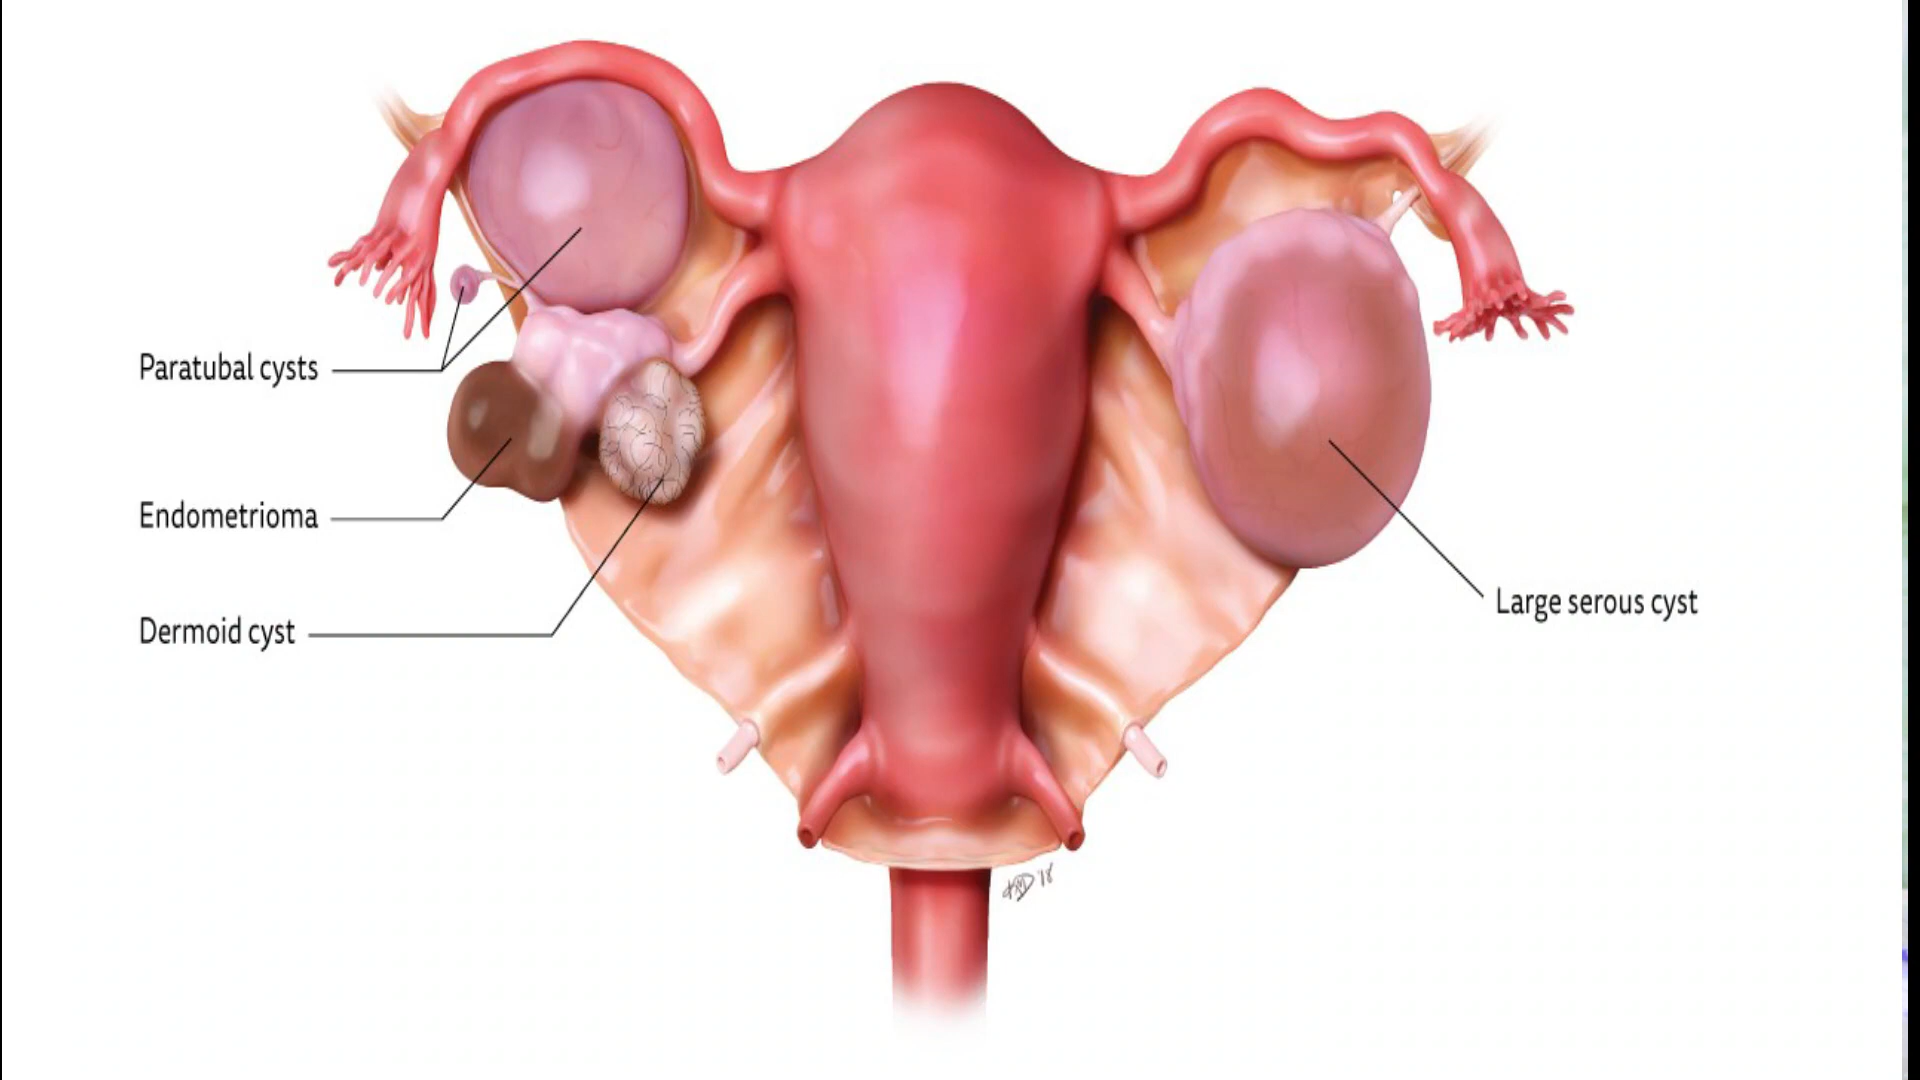 Paratubal cysts
Endometrioma
Dermoid cyst
Large serous cyst